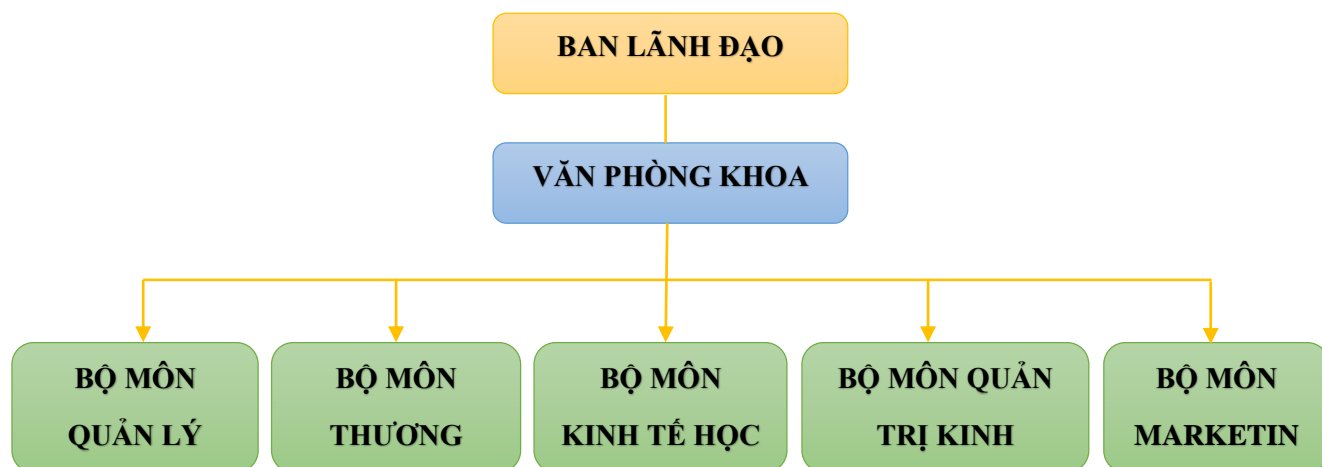 BAN LÃNH ĐẠO
VĂN PHÒNG KHOA
BỘ MÔN
QUẢN LÝ
BỘ MÔN
THƯƠNG
BỘ MÔN
KINH TẾ HỌC
BỘ MÔN QUẢN
TRỊ KINH
BỘ MÔN
MARKETIN